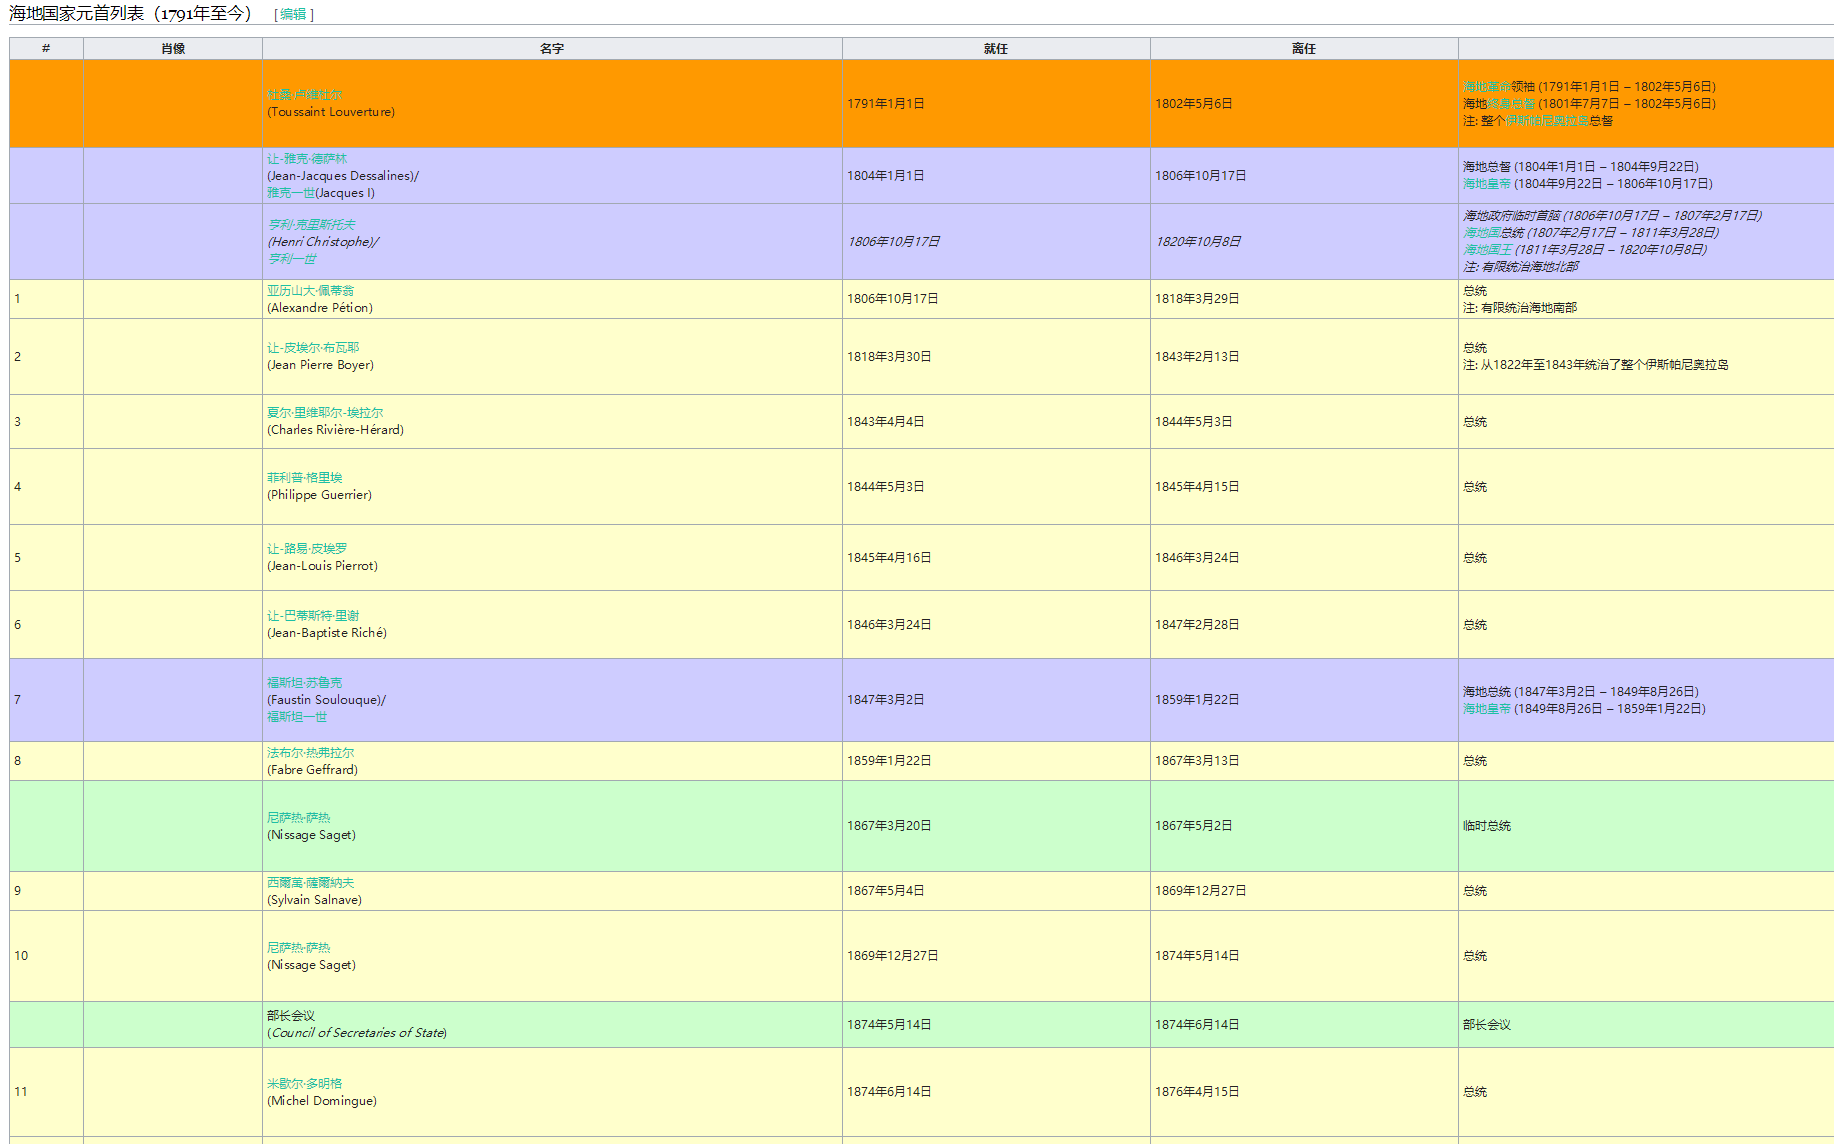 海地国家元首列表（1791年至今） [ 编辑 ]
# 肖像 名字 就任 离任
杜桑·卢维杜尔
(Toussaint Louverture)
1791年1月1日
1802年5月6日
海地革命领袖 (1791年1月1日 – 1802年5月6日)
海地终身总督 (1801年7月7日 – 1802年5月6日)
注: 整个伊斯帕尼奥拉岛总督
让-雅克·德萨林
(Jean-Jacques Dessalines)/
雅克一世(Jacques I)
1804年1月1日
1806年10月17日
海地总督 (1804年1月1日 – 1804年9月22日)
海地皇帝 (1804年9月22日 – 1806年10月17日)
亨利·克里斯托夫
(Henri Christophe)/
亨利一世
1806年10月17日
1820年10月8日
海地政府临时首脑 (1806年10月17日 – 1807年2月17日)
海地国总统 (1807年2月17日 – 1811年3月28日)
海地国王 (1811年3月28日 – 1820年10月8日)
注: 有限统治海地北部
1
亚历山大·佩蒂翁
(Alexandre Pétion)
1806年10月17日
1818年3月29日
总统
注: 有限统治海地南部
2
让-皮埃尔·布瓦耶
(Jean Pierre Boyer)
1818年3月30日
1843年2月13日
总统
注: 从1822年至1843年统治了整个伊斯帕尼奥拉岛
3
夏尔·里维耶尔-埃拉尔
(Charles Rivière-Hérard)
1843年4月4日
1844年5月3日
总统
4
菲利普·格里埃
(Philippe Guerrier)
1844年5月3日
1845年4月15日
总统
5
让-路易·皮埃罗
(Jean-Louis Pierrot)
1845年4月16日
1846年3月24日
总统
6
让-巴蒂斯特·里谢
(Jean-Baptiste Riché)
1846年3月24日
1847年2月28日
总统
7
福斯坦·苏鲁克
(Faustin Soulouque)/
福斯坦一世
1847年3月2日
1859年1月22日
海地总统 (1847年3月2日 – 1849年8月26日)
海地皇帝 (1849年8月26日 – 1859年1月22日)
8
法布尔·热弗拉尔
(Fabre Geffrard)
1859年1月22日
1867年3月13日
总统
尼萨热·萨热
(Nissage Saget)
1867年3月20日
1867年5月2日
临时总统
9
西爾萬·薩爾納夫
(Sylvain Salnave)
1867年5月4日
1869年12月27日
总统
10
尼萨热·萨热
(Nissage Saget)
1869年12月27日
1874年5月14日
总统
部长会议
(Council of Secretaries of State)
1874年5月14日
1874年6月14日
部长会议
11
米歇尔·多明格
(Michel Domingue)
1874年6月14日
1876年4月15日
总统